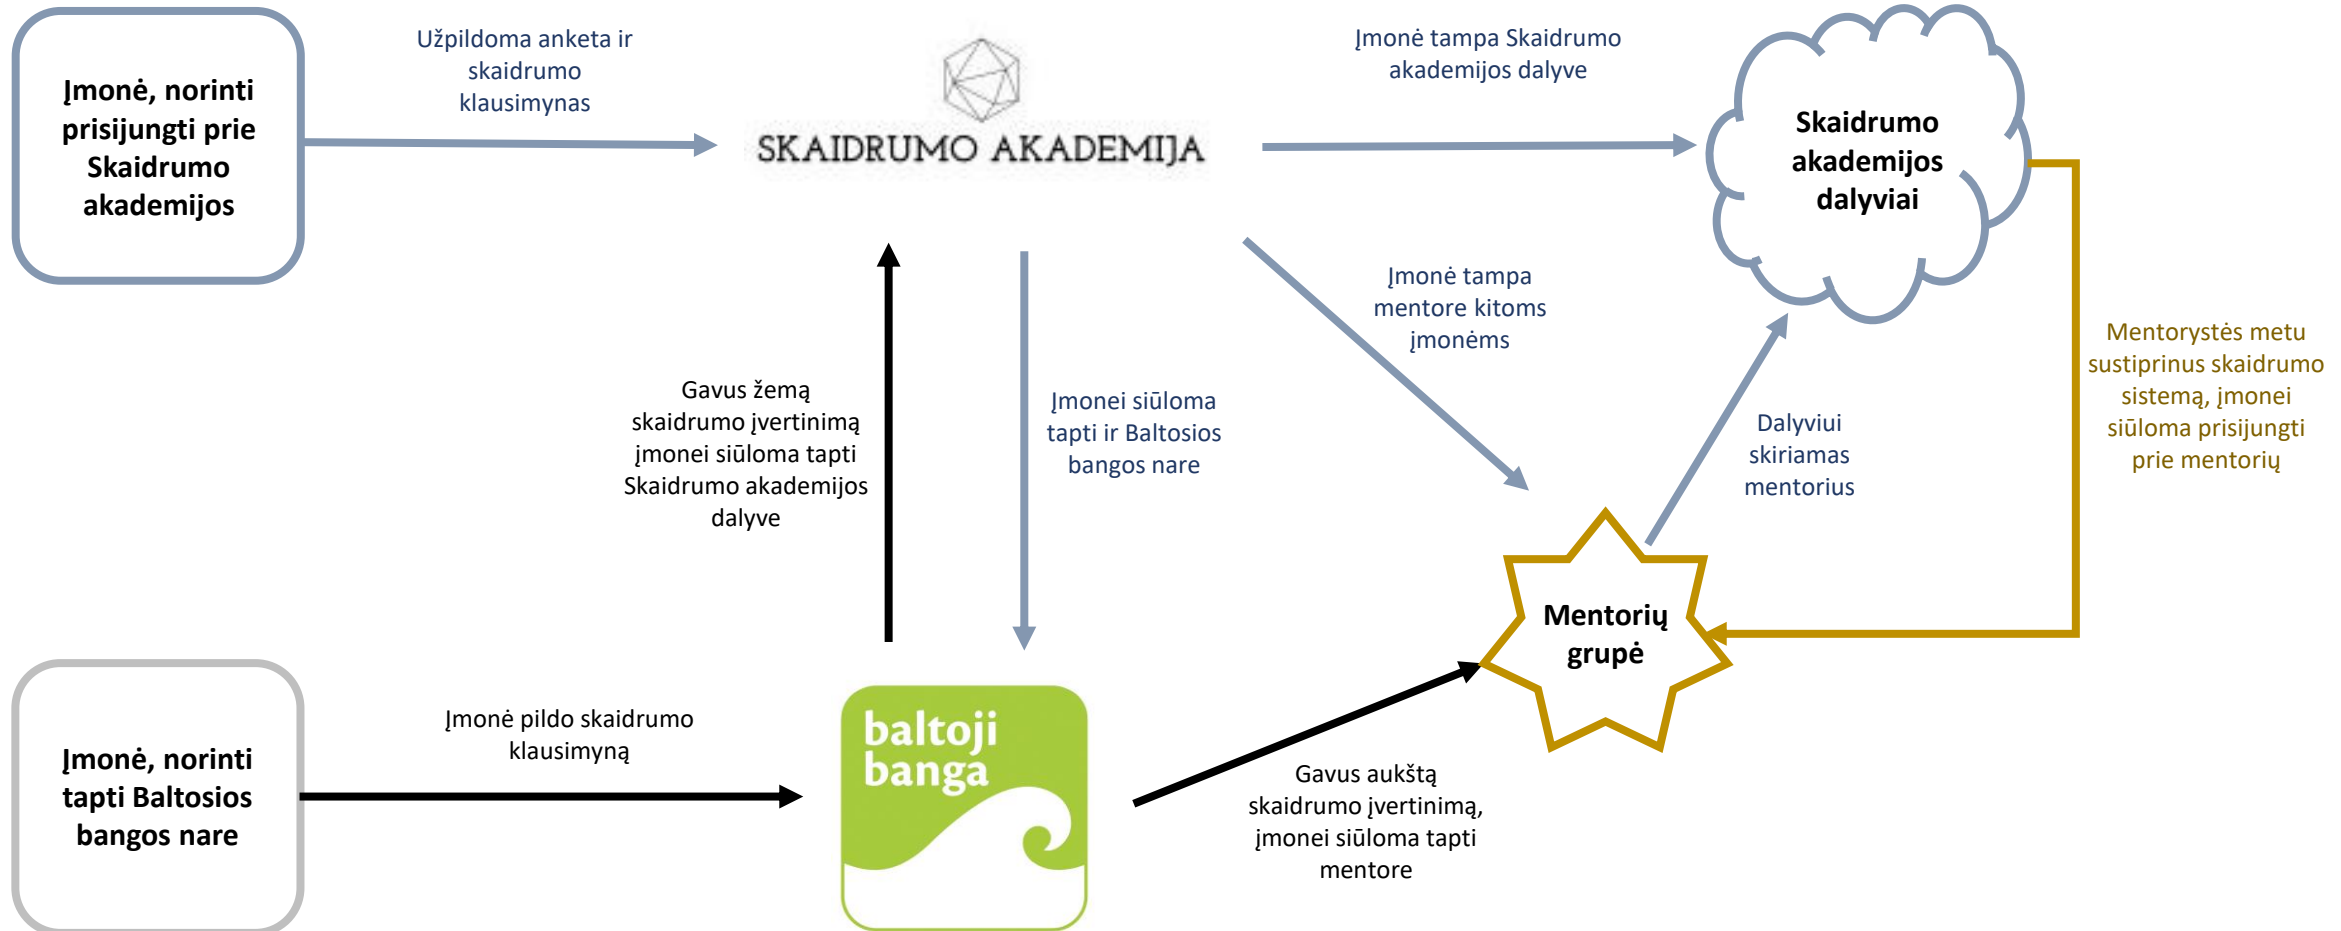 Įmonė, norinti
prisijungti prie
Skaidrumo
akademijos
Užpildoma anketa ir
skaidrumo
klausimynas
SKAIDRUMO AKADEMIJA
Įmonė tampa Skaidrumo
akademijos dalyve
Skaidrumo
akademijos
dalyviai
Įmonė tampa
mentore kitoms
įmonėms
Mentorystės metu
sustiprinus skaidrumo
sistemą, įmonei
siūloma prisijungti
prie mentorių
Gavus žemą
skaidrumo įvertinimą
įmonei siūloma tapti
Skaidrumo akademijos
dalyve
Įmonei siūloma
tapti ir Baltosios
bangos nare
Dalyviui
skiriamas
mentorius
Mentorių
grupė
Įmonė, norinti
tapti Baltosios
bangos nare
Įmonė pildo skaidrumo
klausimyną
baltoji
banga
Gavus aukštą
skaidrumo įvertinimą,
įmonei siūloma tapti
mentore